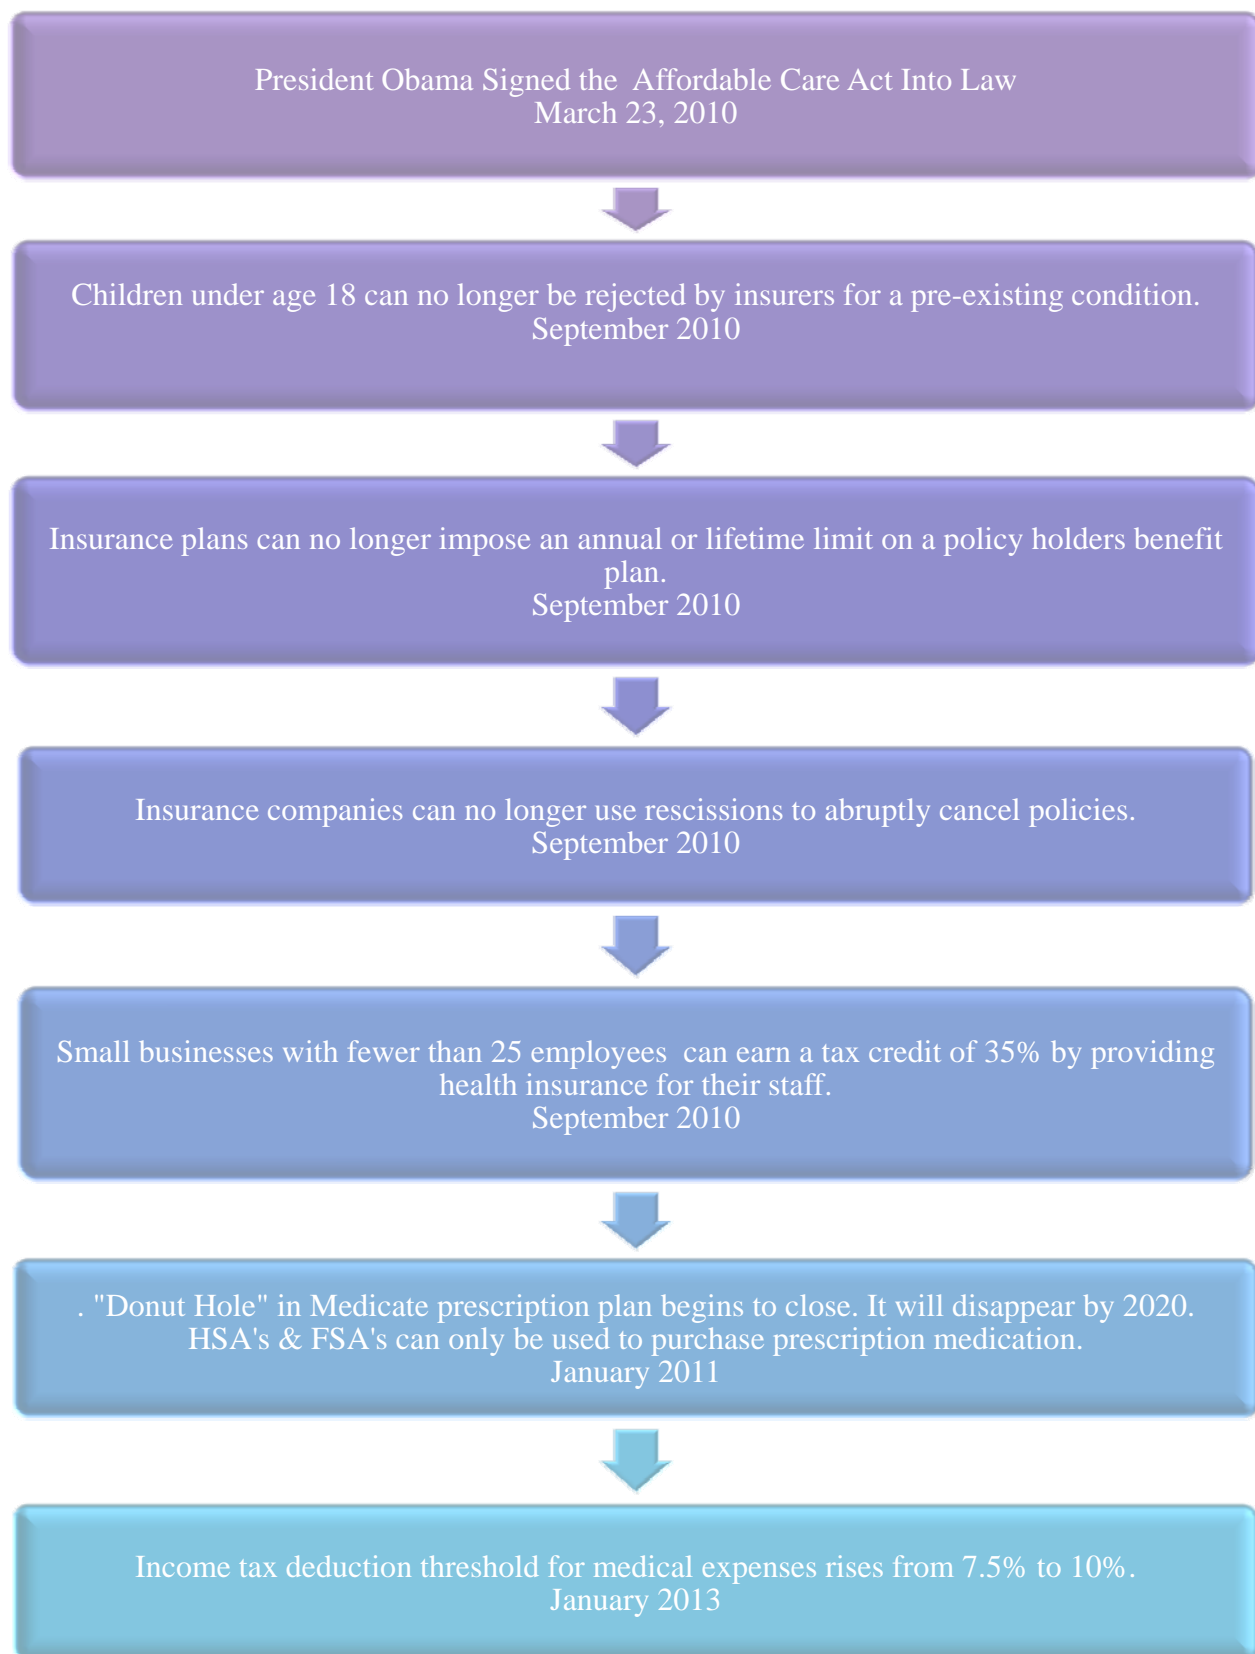 President Obama Signed the  Affordable Care Act Into Law
March 23, 2010
Children under age 18 can no longer be rejected by insurers for a pre-existing condition.
September 2010
Insurance plans can no longer impose an annual or lifetime limit on a policy holders benefit
plan.
September 2010
Insurance companies can no longer use rescissions to abruptly cancel policies.
September 2010
Small businesses with fewer than 25 employees  can earn a tax credit of 35% by providing
health insurance for their staff.
September 2010
. "Donut Hole" in Medicate prescription plan begins to close. It will disappear by 2020.
HSA's & FSA's can only be used to purchase prescription medication.
January 2011
Income tax deduction threshold for medical expenses rises from 7.5% to 10%.
January 2013